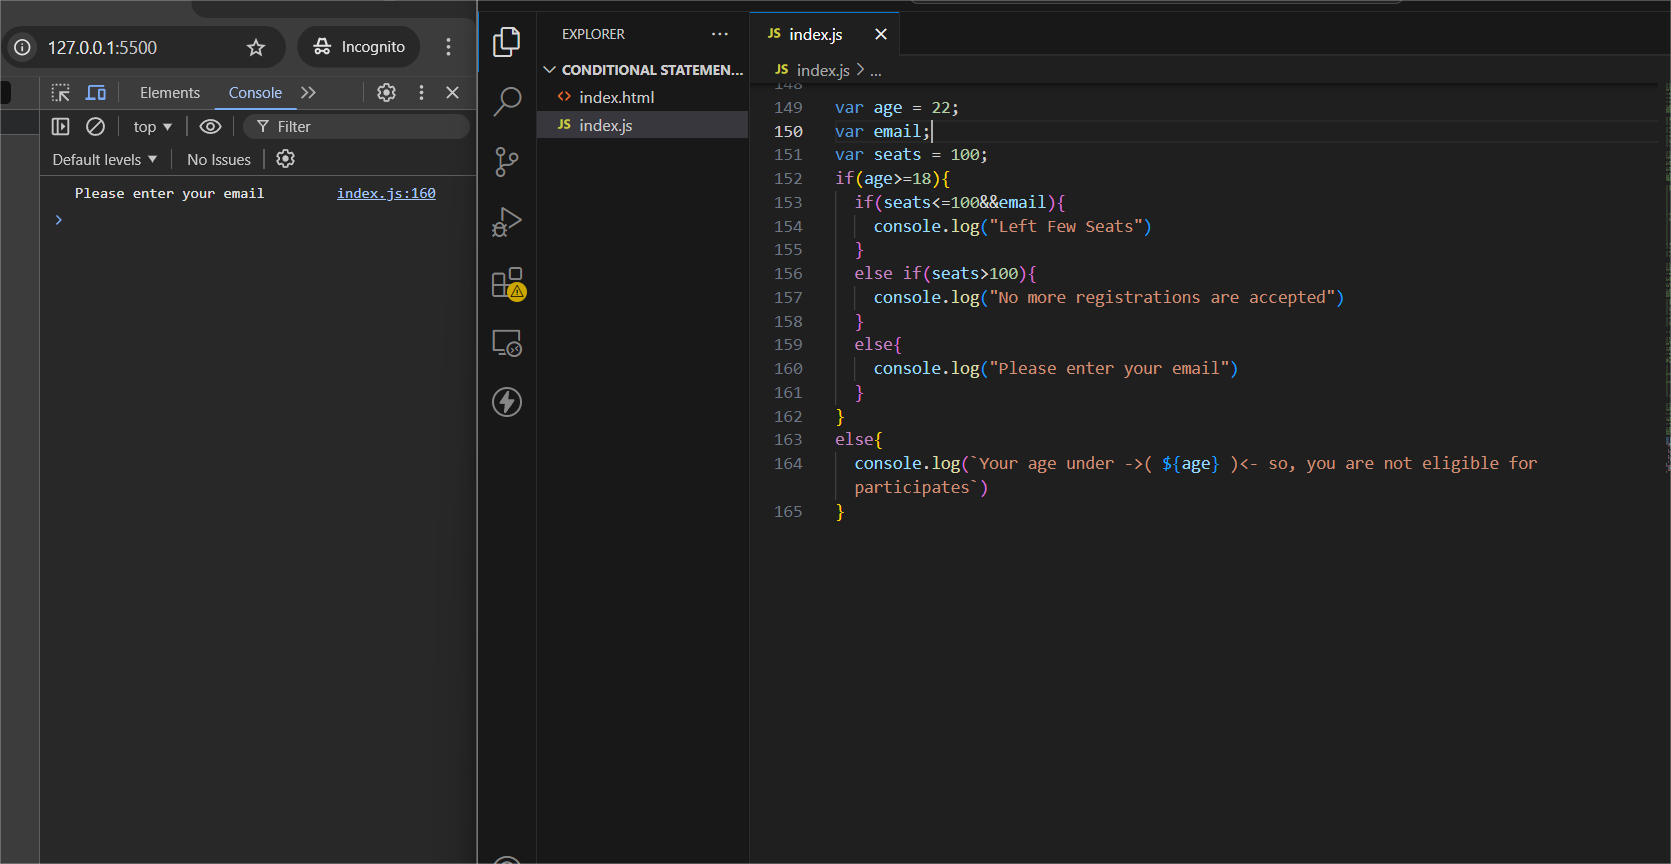 127.0.0.1:5500
Incognito
Elements
Console
top
Filter
Default levels
No Issues
Please enter your email
index.js:160
EXPLORER
CONDITIONAL STATEMEN...
index.html
JS index.js
JS index.js
JS index.js > ...
148
149 var age = 22;
150 var email;
151 var seats = 100;
152 if(age>=18){
153 if(seats<=100&&email){
154 console.log("Left Few Seats")
155 }
156 else if(seats>100){
157 console.log("No more registrations are accepted")
158 }
159 else{
160 console.log("Please enter your email")
161 }
162 }
163 else{
164 console.log(`Your age under ->( ${age} )<- so, you are not eligible for
participates`)
165 }